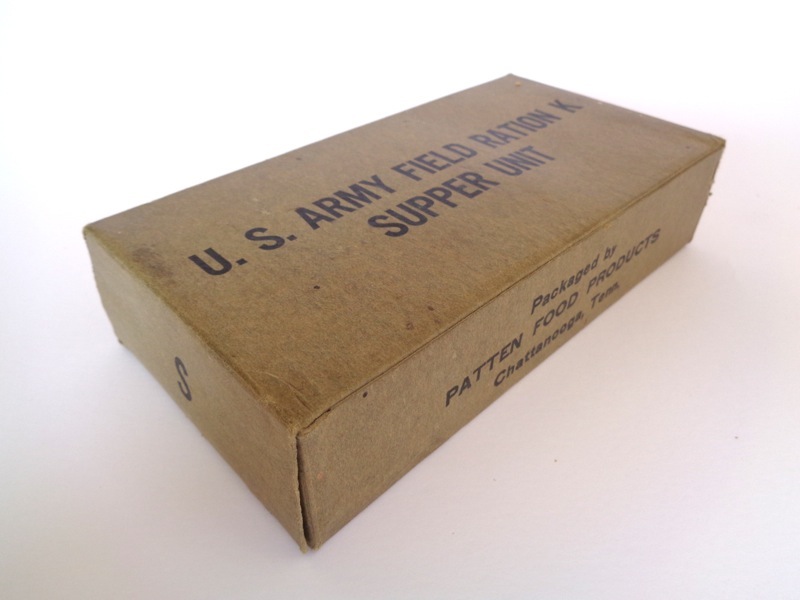 U. S. ARMY FIELD RATION K
SUPPER UNIT
S
Packaged by
PATTEN FOOD PRODUCTS
Chattanooga, Tenn.